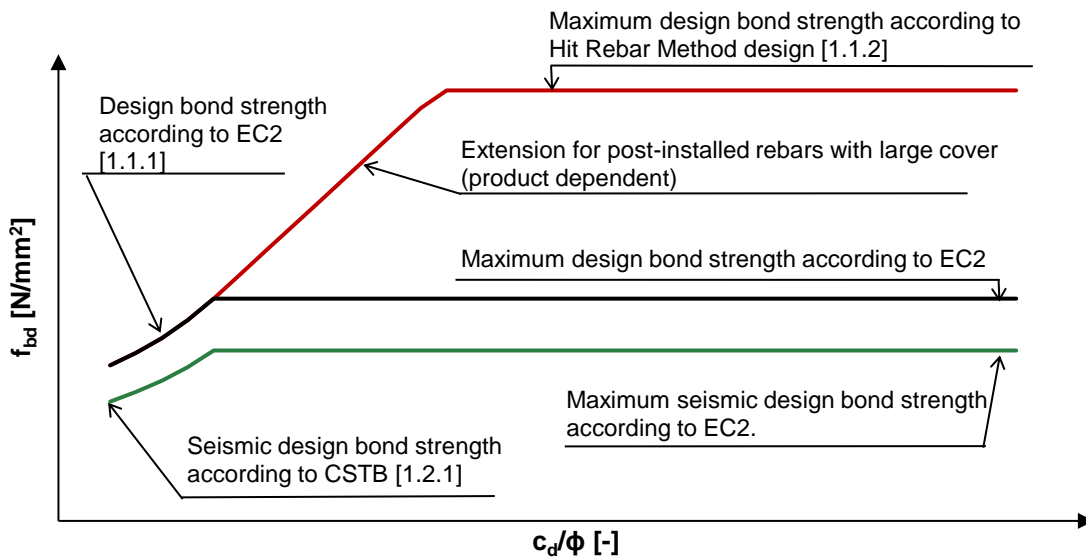 Maximum design bond strength according to
Hit Rebar Method design [1.1.2]
Design bond strength
according to EC2
[1.1.1]
Extension for post-installed rebars with large cover
(product dependent)
Maximum design bond strength according to EC2
Maximum seismic design bond strength
according to EC2.
Seismic design bond strength
according to CSTB [1.2.1]
f_bd [N/mm²]
c_d/ϕ [-]